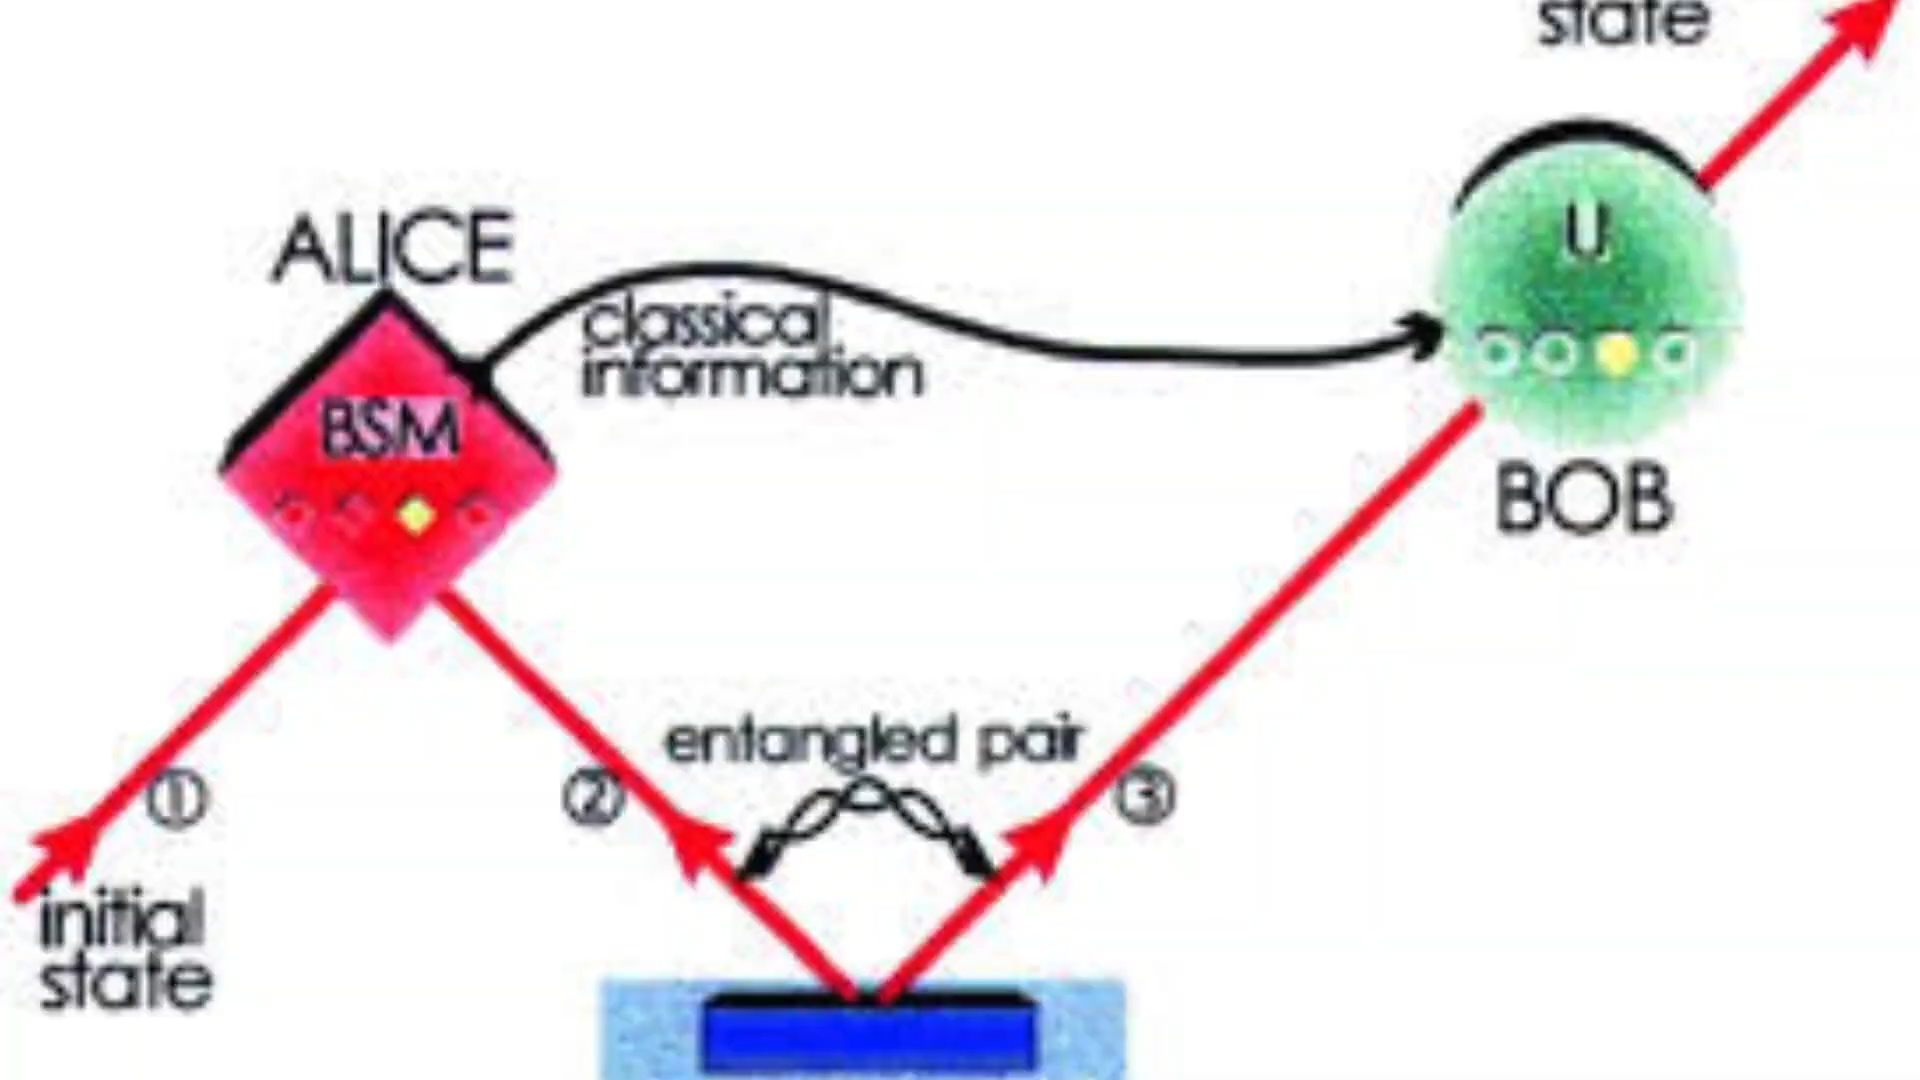 state
ALICE
U
classical
information
BSM
BOB
entangled pair
①
②
③
initial
state